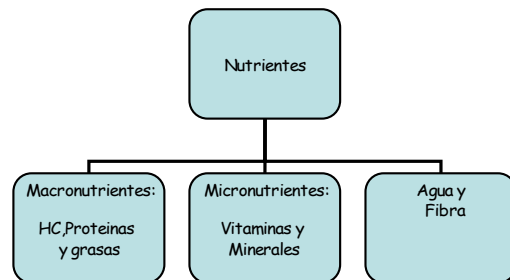 Nutrientes
Macronutrientes:
HC,Proteinas
y grasas
Micronutrientes:
Vitaminas y
Minerales
Agua y
Fibra